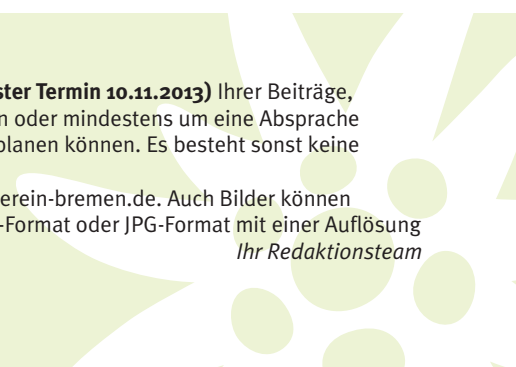 ster Termin 10.11.2013) Ihrer Beiträge,
n oder mindestens um eine Absprache
planen können. Es besteht sonst keine
erein-bremen.de. Auch Bilder können
-Format oder JPG-Format mit einer Auflösung
Ihr Redaktionsteam